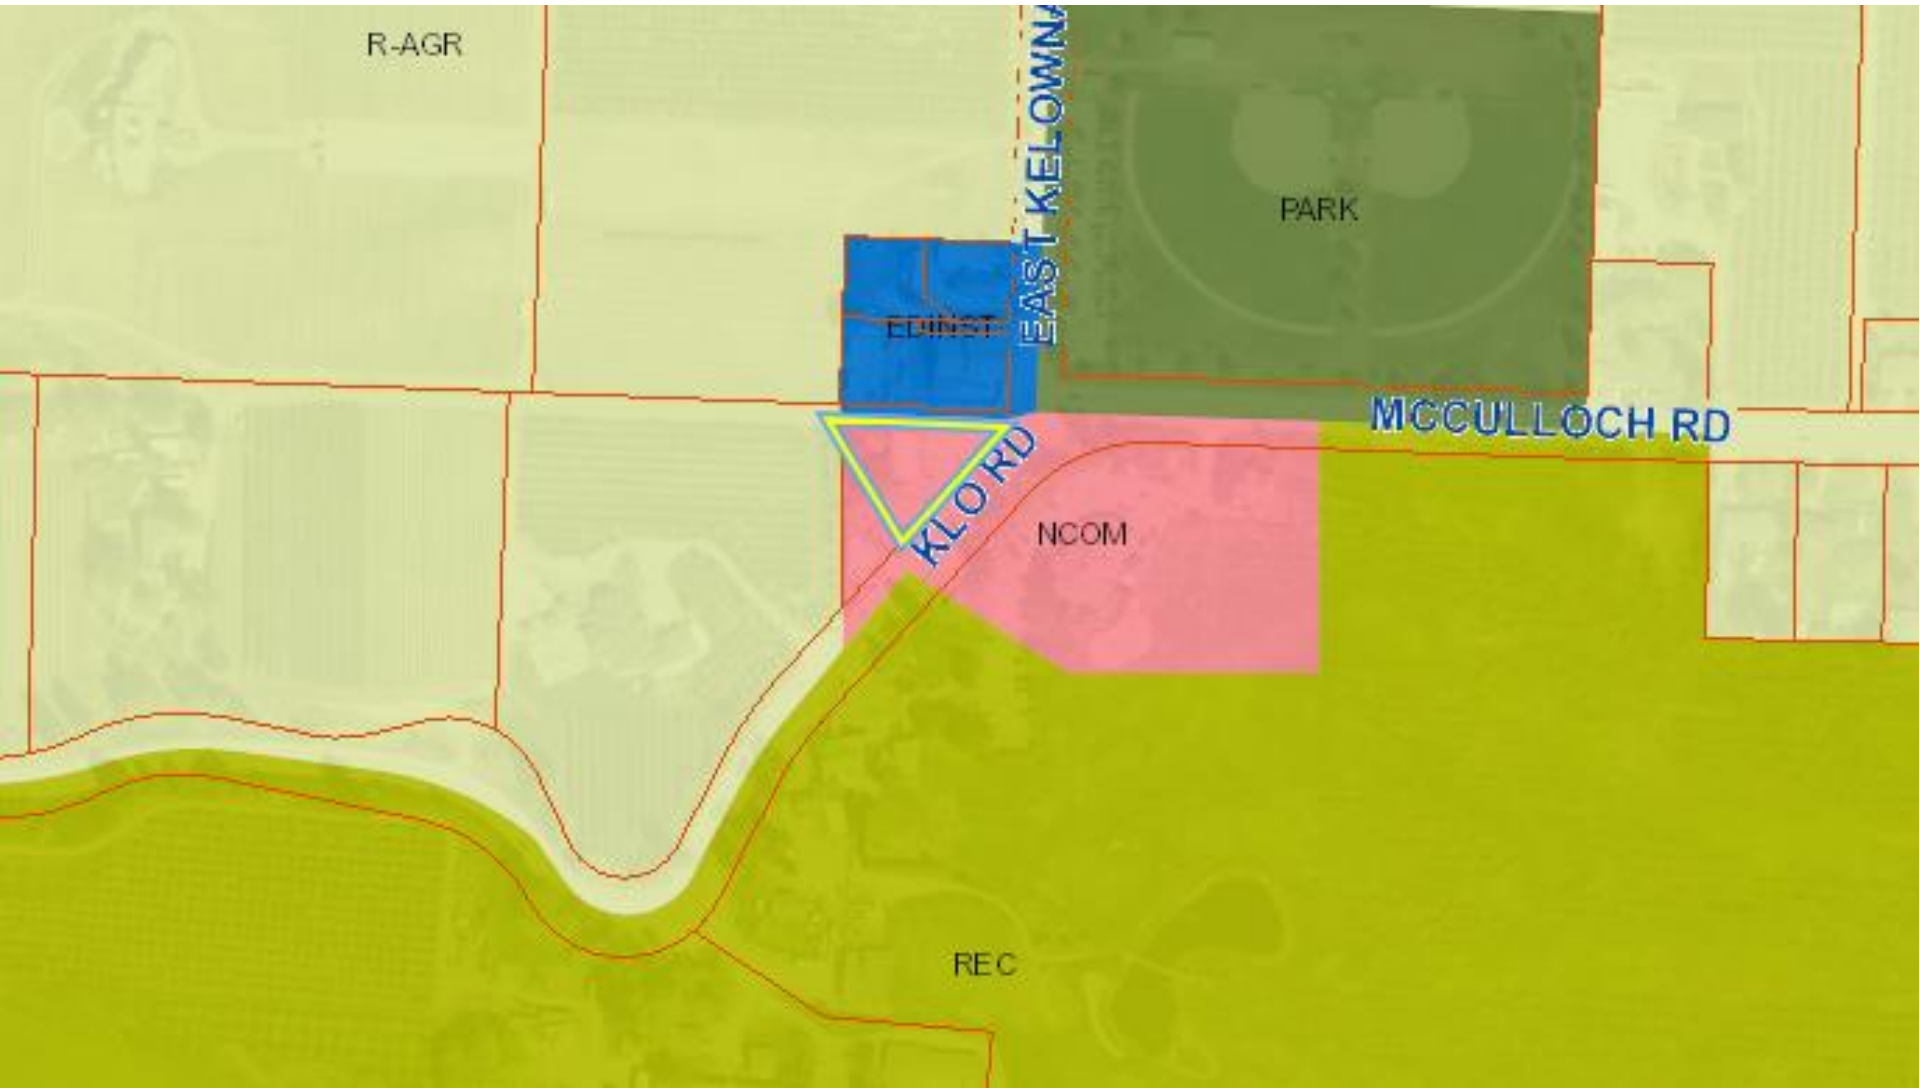 R-AGR
EAST KELOWNA
PARK
EDINST
MCCULLOCH RD
KLO RD
NCOM
REC